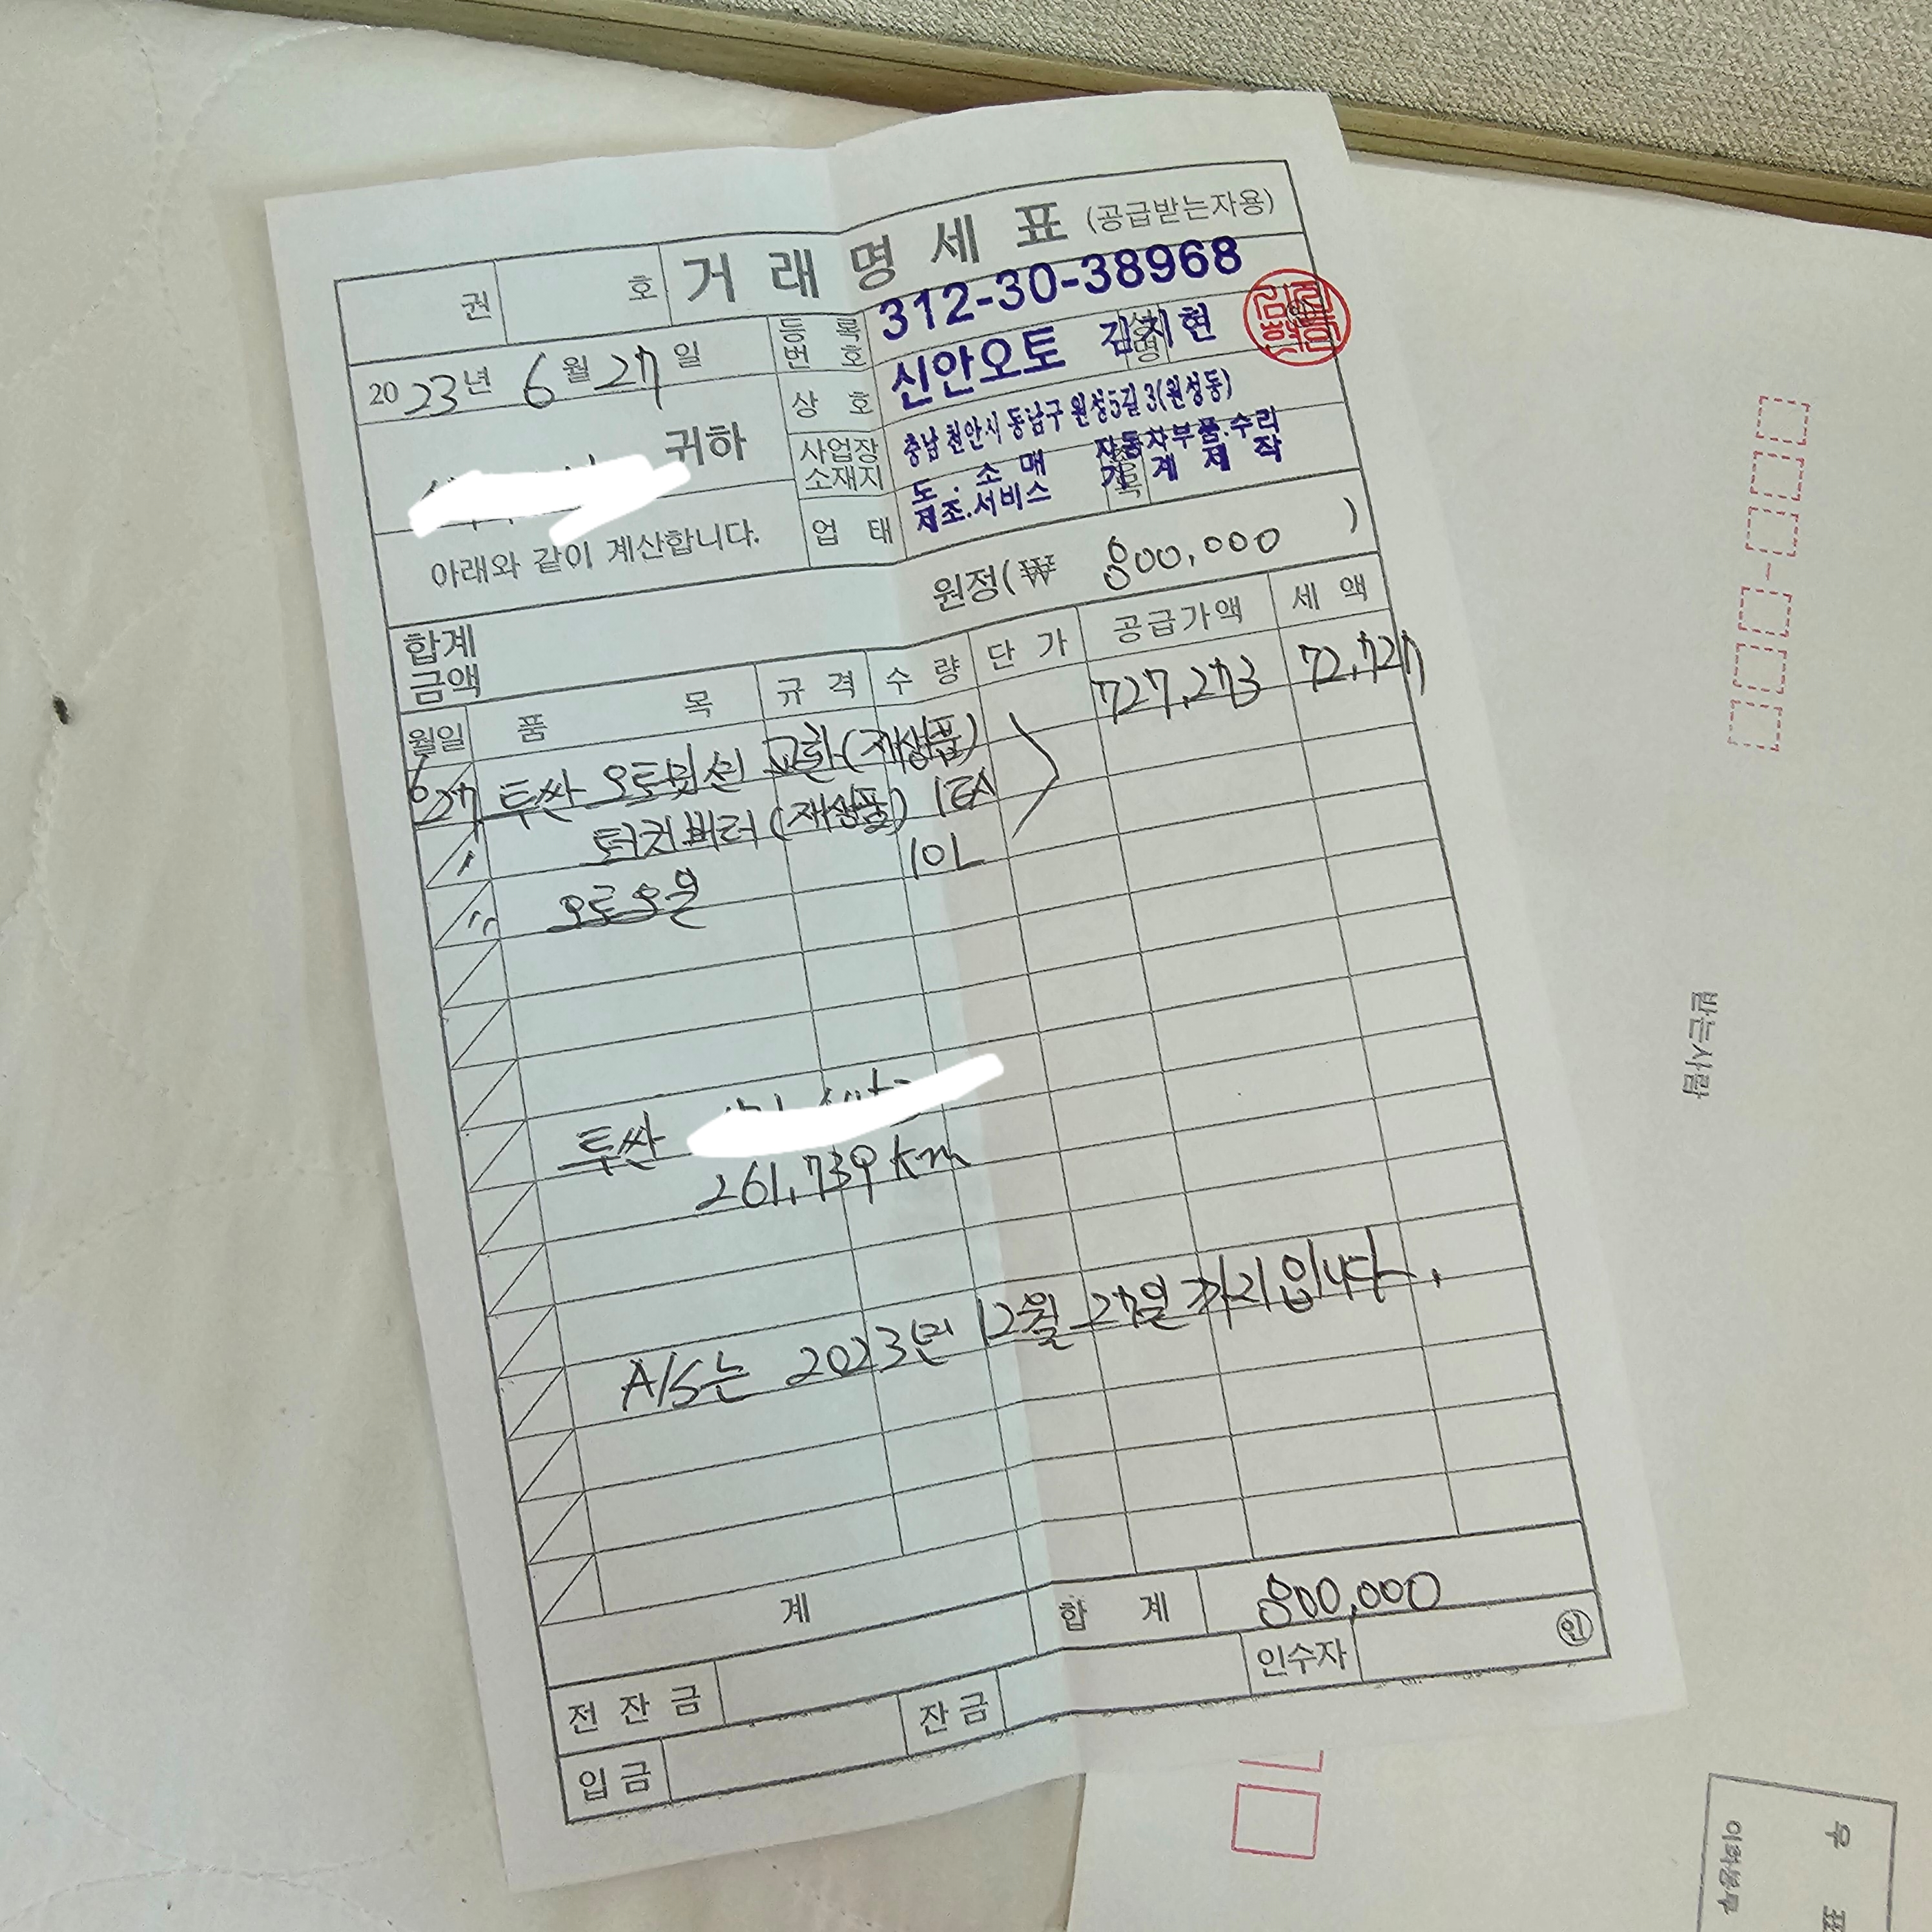 권 호 거래명세표 (공급받는자용)
2023년 6월 27일
귀하
아래와 같이 계산합니다.
등록번호 312-30-38968
상호 신안오토 성명 김치현
사업장소재지 충남 천안시 동남구 원성5길 3(원성동)
업태 도.소매 제조.서비스 종목 자동차부품.수리 기계제작
합계금액 원정(₩ 800,000 )
월일 품목 규격 수량 단가 공급가액 세액
6/27 투싼 오토밋션 교환(재생품) 727,273 72,727
〃 터커버터(재생품) 1EA
〃 오토오일 10L
투싼
261,739km
A/S는 2023년 12월 27일 까지입니다.
계 합계 800,000
전잔금 잔금 인수자 인
입금
받는사람
우 표